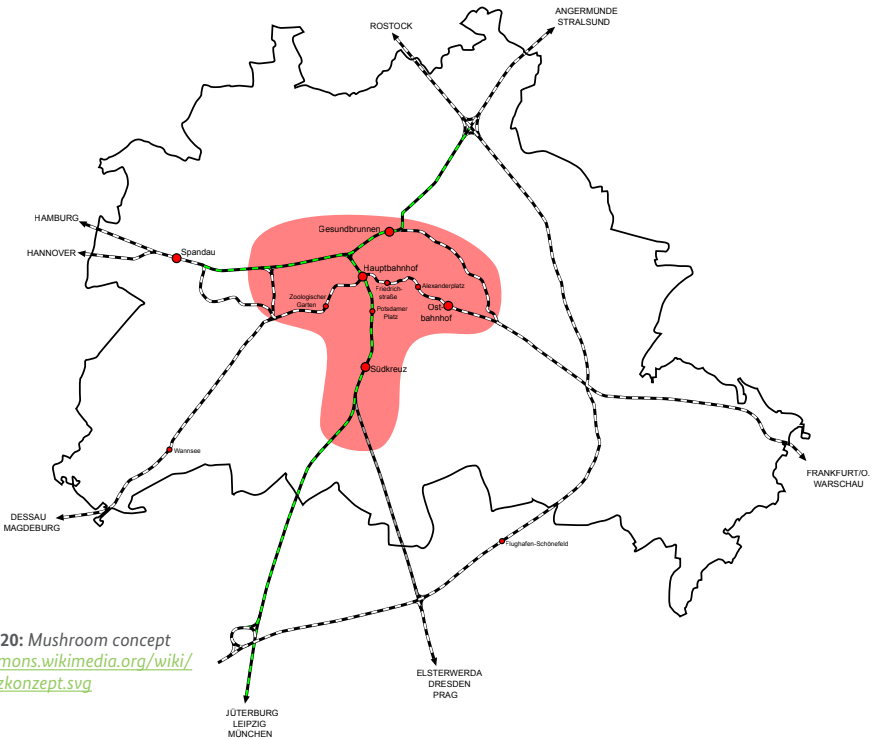 ANGERMÜNDE
STRALSUND
ROSTOCK
HAMBURG
HANNOVER
Spandau
Gesundbrunnen
Hauptbahnhof
Friedrich-
straße
Alexanderplatz
Zoologischer
Garten
Potsdamer
Platz
Ost-
bahnhof
Südkreuz
Wannsee
FRANKFURT/O.
WARSCHAU
DESSAU
MAGDEBURG
Flughafen-Schönefeld
20: Mushroom concept
mons.wikimedia.org/wiki/
zkonzept.svg
ELSTERWERDA
DRESDEN
PRAG
JÜTERBURG
LEIPZIG
MÜNCHEN